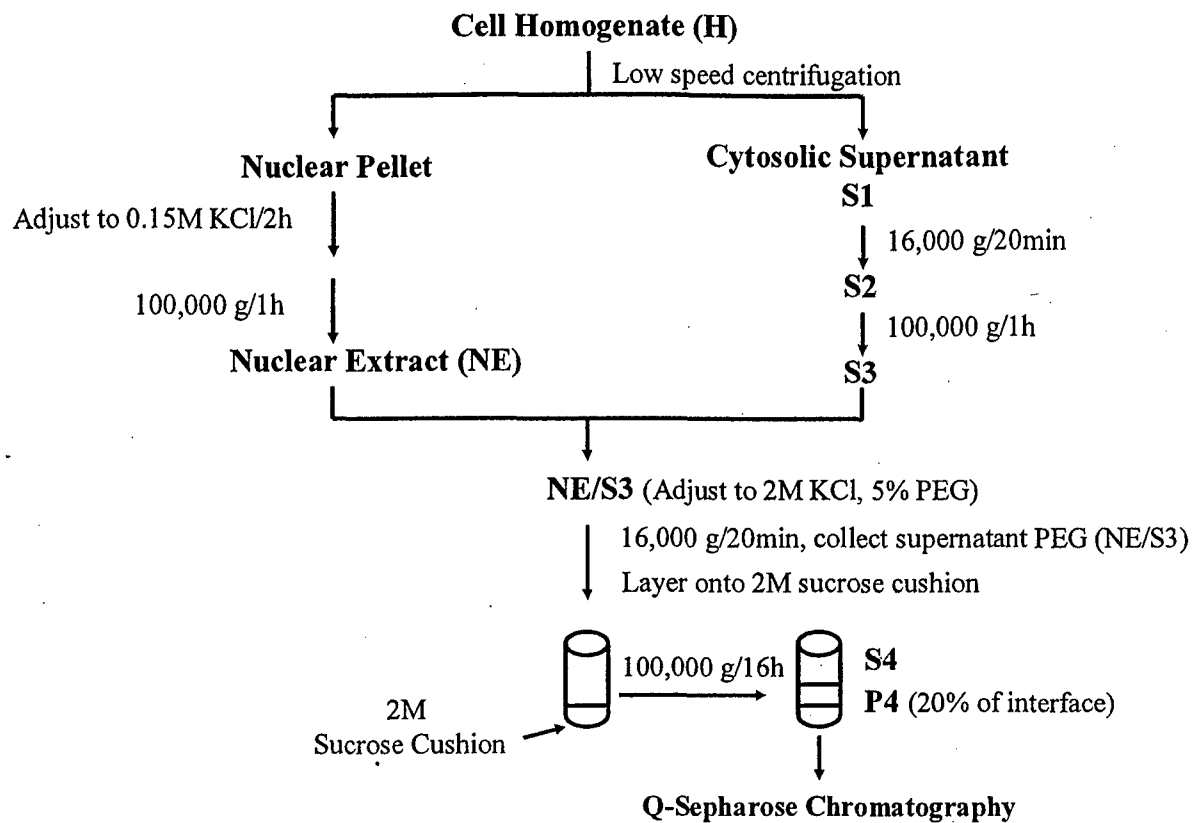 Cell Homogenate (H)
Low speed centrifugation
Nuclear Pellet
Cytosolic Supernatant
S1
Adjust to 0.15M KCl/2h
16,000 g/20min
S2
100,000 g/1h
100,000 g/1h
Nuclear Extract (NE)
S3
NE/S3 (Adjust to 2M KCl, 5% PEG)
16,000 g/20min, collect supernatant PEG (NE/S3)
Layer onto 2M sucrose cushion
100,000 g/16h
S4
P4 (20% of interface)
2M
Sucrose Cushion
Q-Sepharose Chromatography